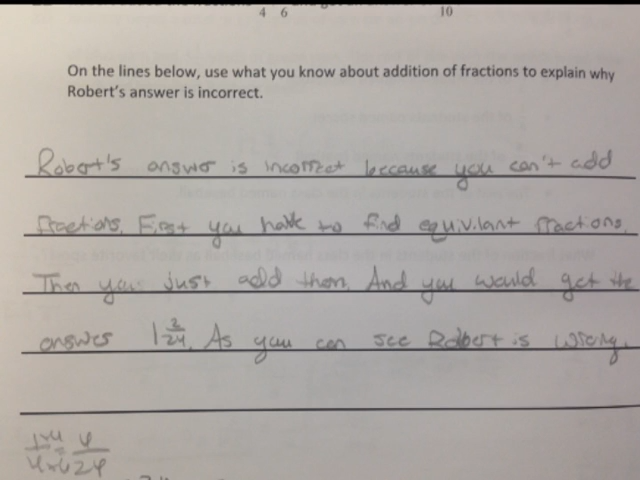 4 6 10
On the lines below, use what you know about addition of fractions to explain why
Robert's answer is incorrect.
Robert's answer is incorrect because you can't add
fractions. First you have to find equivilant fractions.
Then you just add them. And you would get the
answer 1 2/24. As you can see Robert is wrong.
4/24